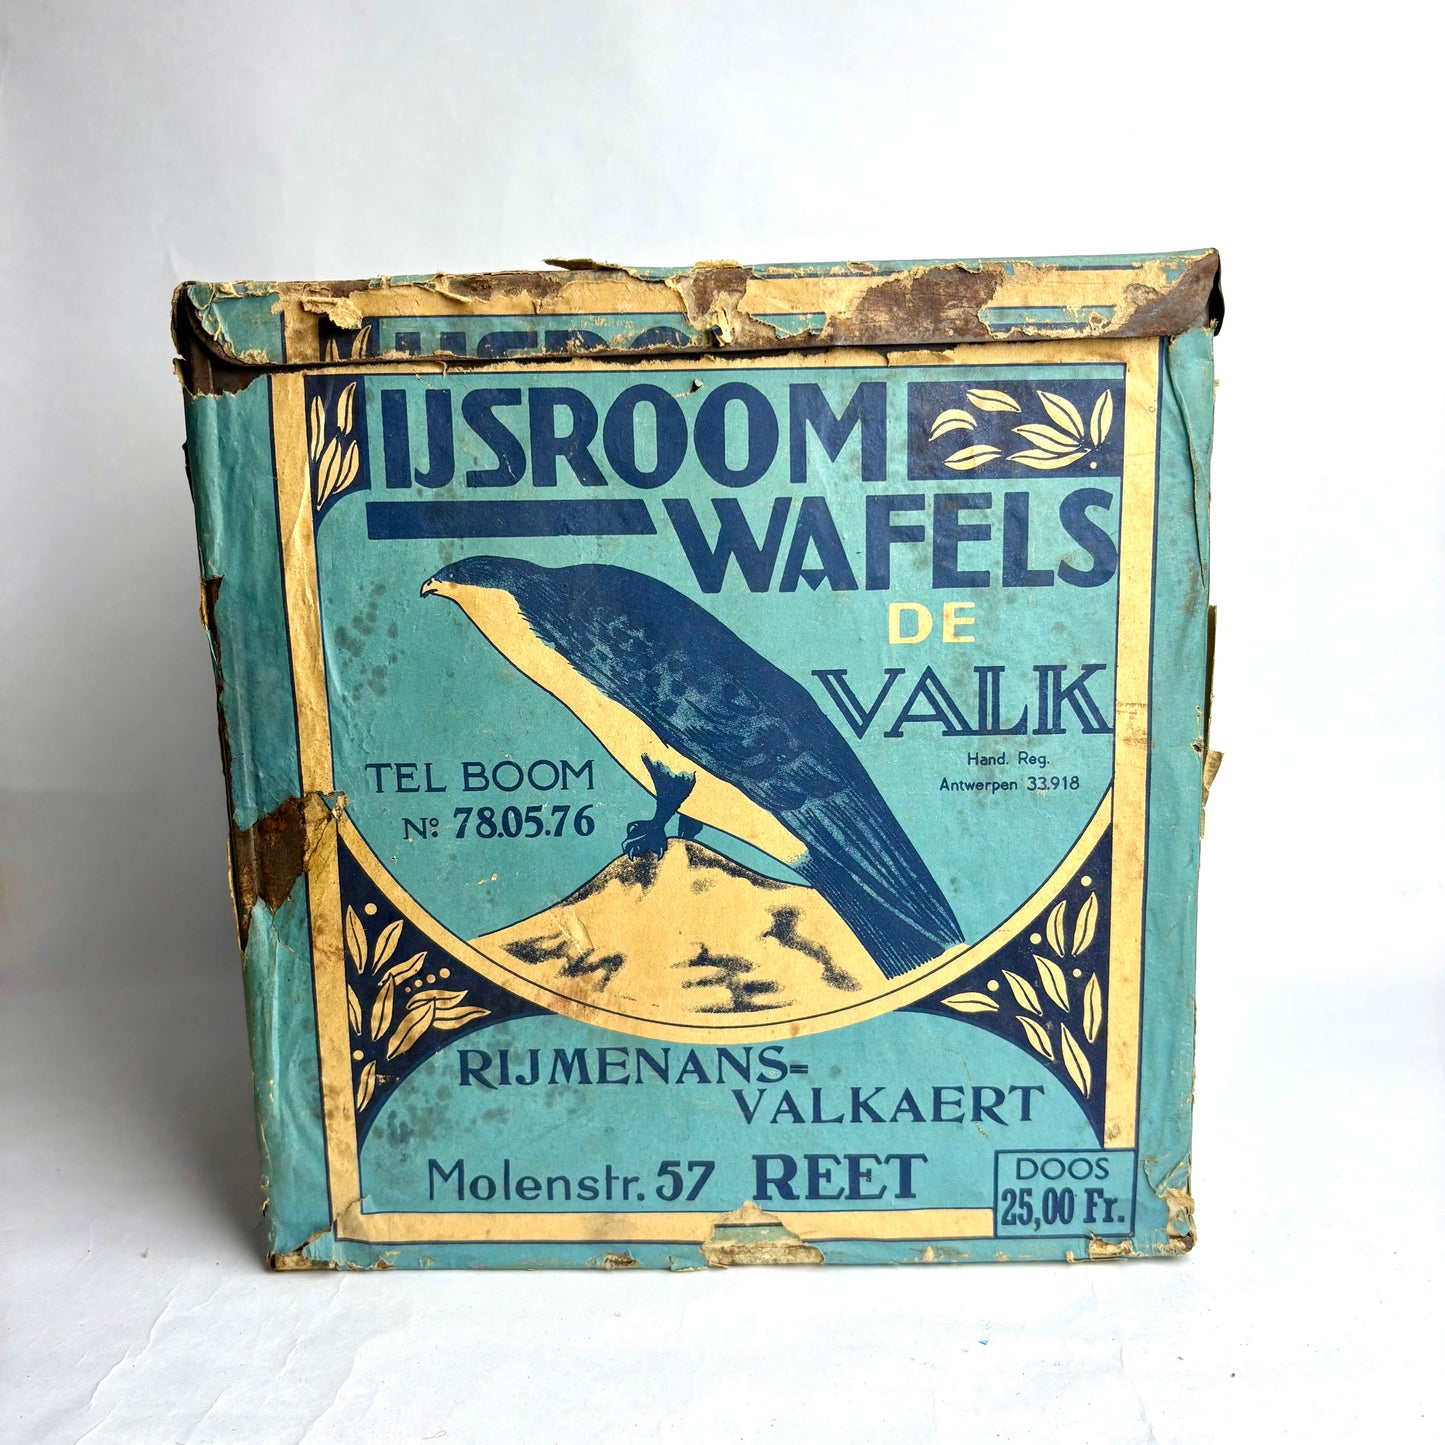 IJSROOM
IJSROOM
WAFELS
DE
VALK
Hand. Reg.
Antwerpen 33.918
TEL BOOM
No: 78.05.76
RIJMENANS=
VALKAERT
Molenstr. 57 REET
DOOS
25,00 Fr.